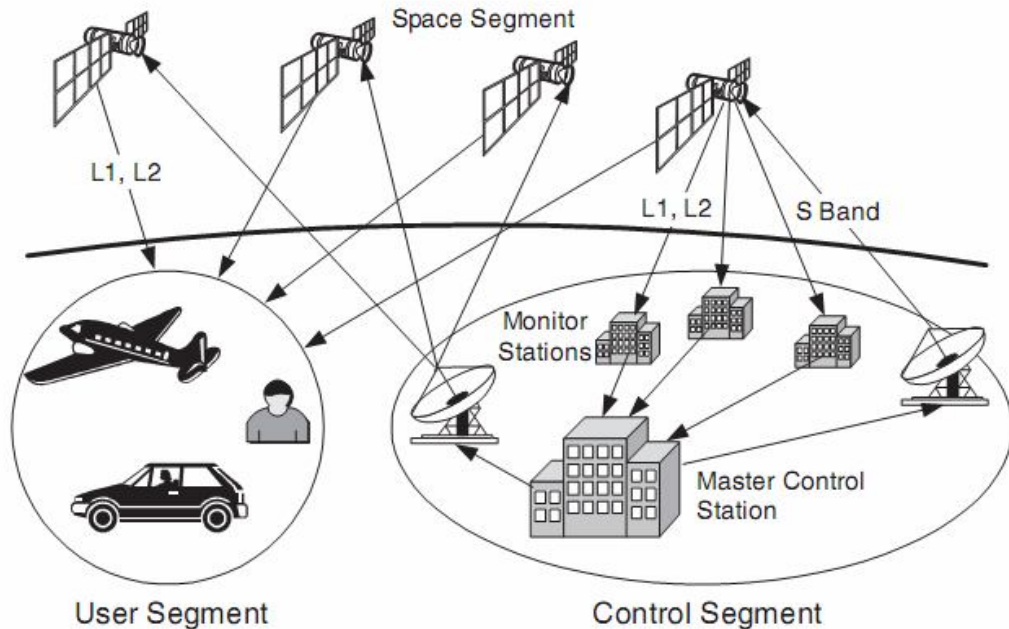 Space Segment
L1, L2
L1, L2
S Band
Monitor
Stations
Master Control
Station
User Segment
Control Segment